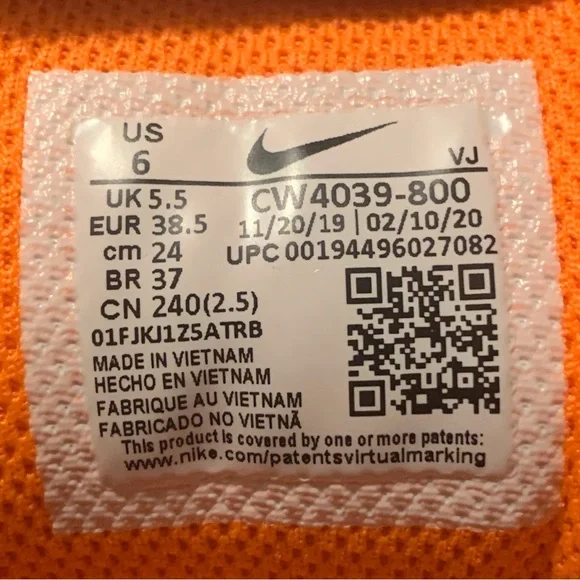 US
6
VJ
UK 5.5
CW4039-800
EUR 38.5
11/20/19 | 02/10/20
cm 24
UPC 00194496027082
BR 37
CN 240(2.5)
01FJKJ1Z5ATRB
MADE IN VIETNAM
HECHO EN VIETNAM
FABRIQUE AU VIETNAM
FABRICADO NO VIETNÃ
This product is covered by one or more patents:
www.nike.com/patentsvirtualmarking